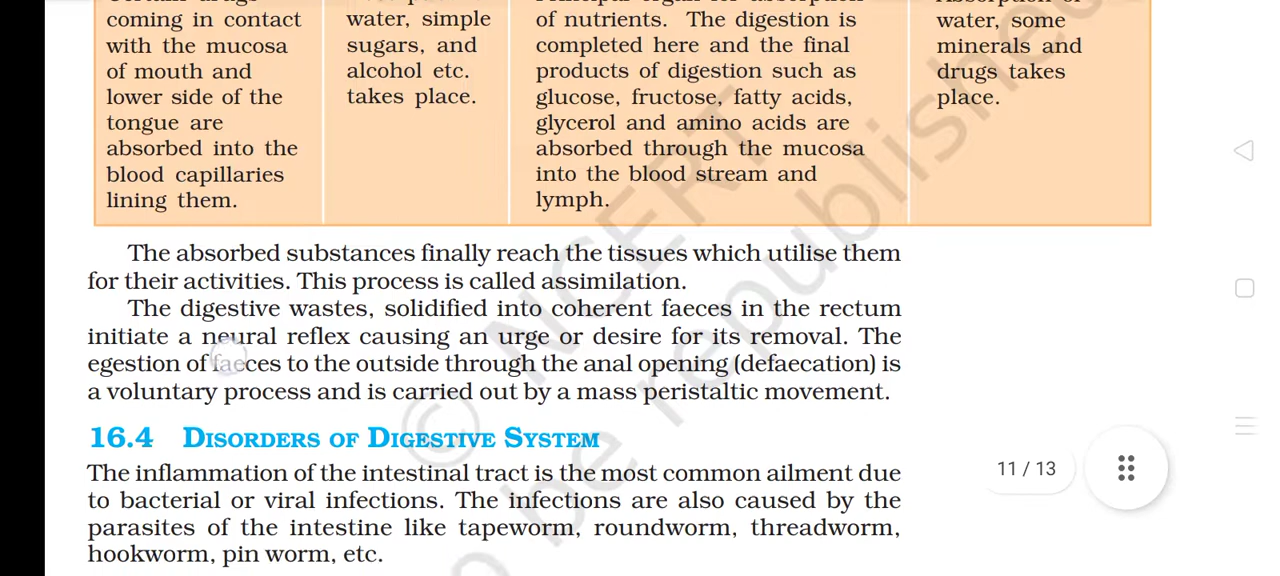 coming in contact
with the mucosa
of mouth and
lower side of the
tongue are
absorbed into the
blood capillaries
lining them.
water, simple
sugars, and
alcohol etc.
takes place.
of nutrients. The digestion is
completed here and the final
products of digestion such as
glucose, fructose, fatty acids,
glycerol and amino acids are
absorbed through the mucosa
into the blood stream and
lymph.
water, some
minerals and
drugs takes
place.
The absorbed substances finally reach the tissues which utilise them
for their activities. This process is called assimilation.
The digestive wastes, solidified into coherent faeces in the rectum
initiate a neural reflex causing an urge or desire for its removal. The
egestion of faeces to the outside through the anal opening (defaecation) is
a voluntary process and is carried out by a mass peristaltic movement.
16.4 DISORDERS OF DIGESTIVE SYSTEM
The inflammation of the intestinal tract is the most common ailment due
to bacterial or viral infections. The infections are also caused by the
parasites of the intestine like tapeworm, roundworm, threadworm,
hookworm, pin worm, etc.
11 / 13
© NCERT
be republished